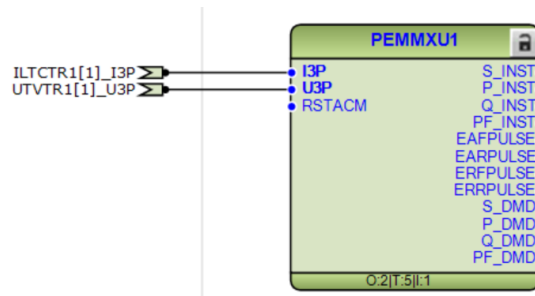 PEMMXU1
ILTCTR1[1]_I3P
UTVTR1[1]_U3P
I3P
U3P
RSTACM
S_INST
P_INST
Q_INST
PF_INST
EAFPULSE
EARPULSE
ERFPULSE
ERRPULSE
S_DMD
P_DMD
Q_DMD
PF_DMD
O:2|T:5|I:1